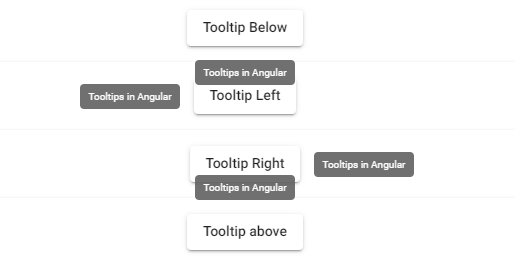 Tooltip Below
Tooltips in Angular
Tooltips in Angular
Tooltip Left
Tooltip Right
Tooltips in Angular
Tooltips in Angular
Tooltip above